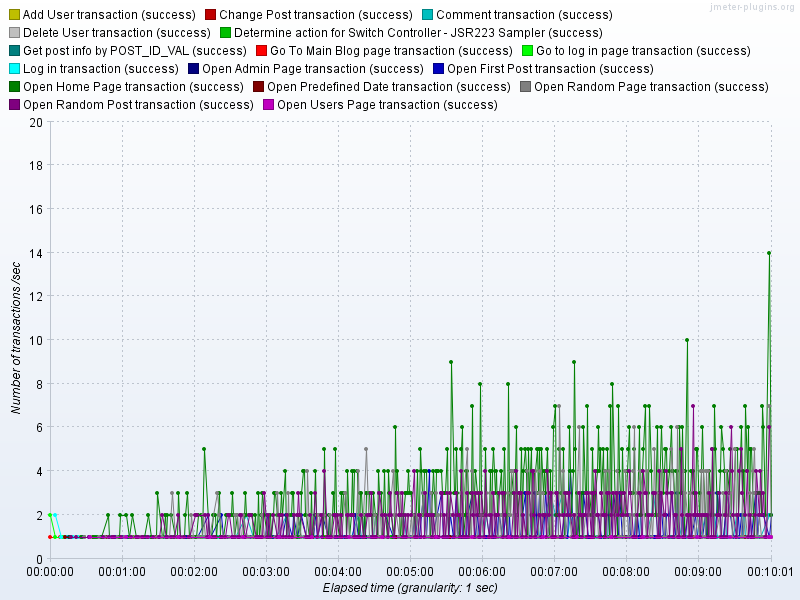 jmeter-plugins.org
Add User transaction (success) Change Post transaction (success) Comment transaction (success)
Delete User transaction (success) Determine action for Switch Controller - JSR223 Sampler (success)
Get post info by POST_ID_VAL (success) Go To Main Blog page transaction (success) Go to log in page transaction (success)
Log in transaction (success) Open Admin Page transaction (success) Open First Post transaction (success)
Open Home Page transaction (success) Open Predefined Date transaction (success) Open Random Page transaction (success)
Open Random Post transaction (success) Open Users Page transaction (success)
20
18
16
14
12
10
8
6
4
2
0
Number of transactions /sec
00:00:00 00:01:00 00:02:00 00:03:00 00:04:00 00:05:00 00:06:00 00:07:00 00:08:00 00:09:00 00:10:01
Elapsed time (granularity: 1 sec)